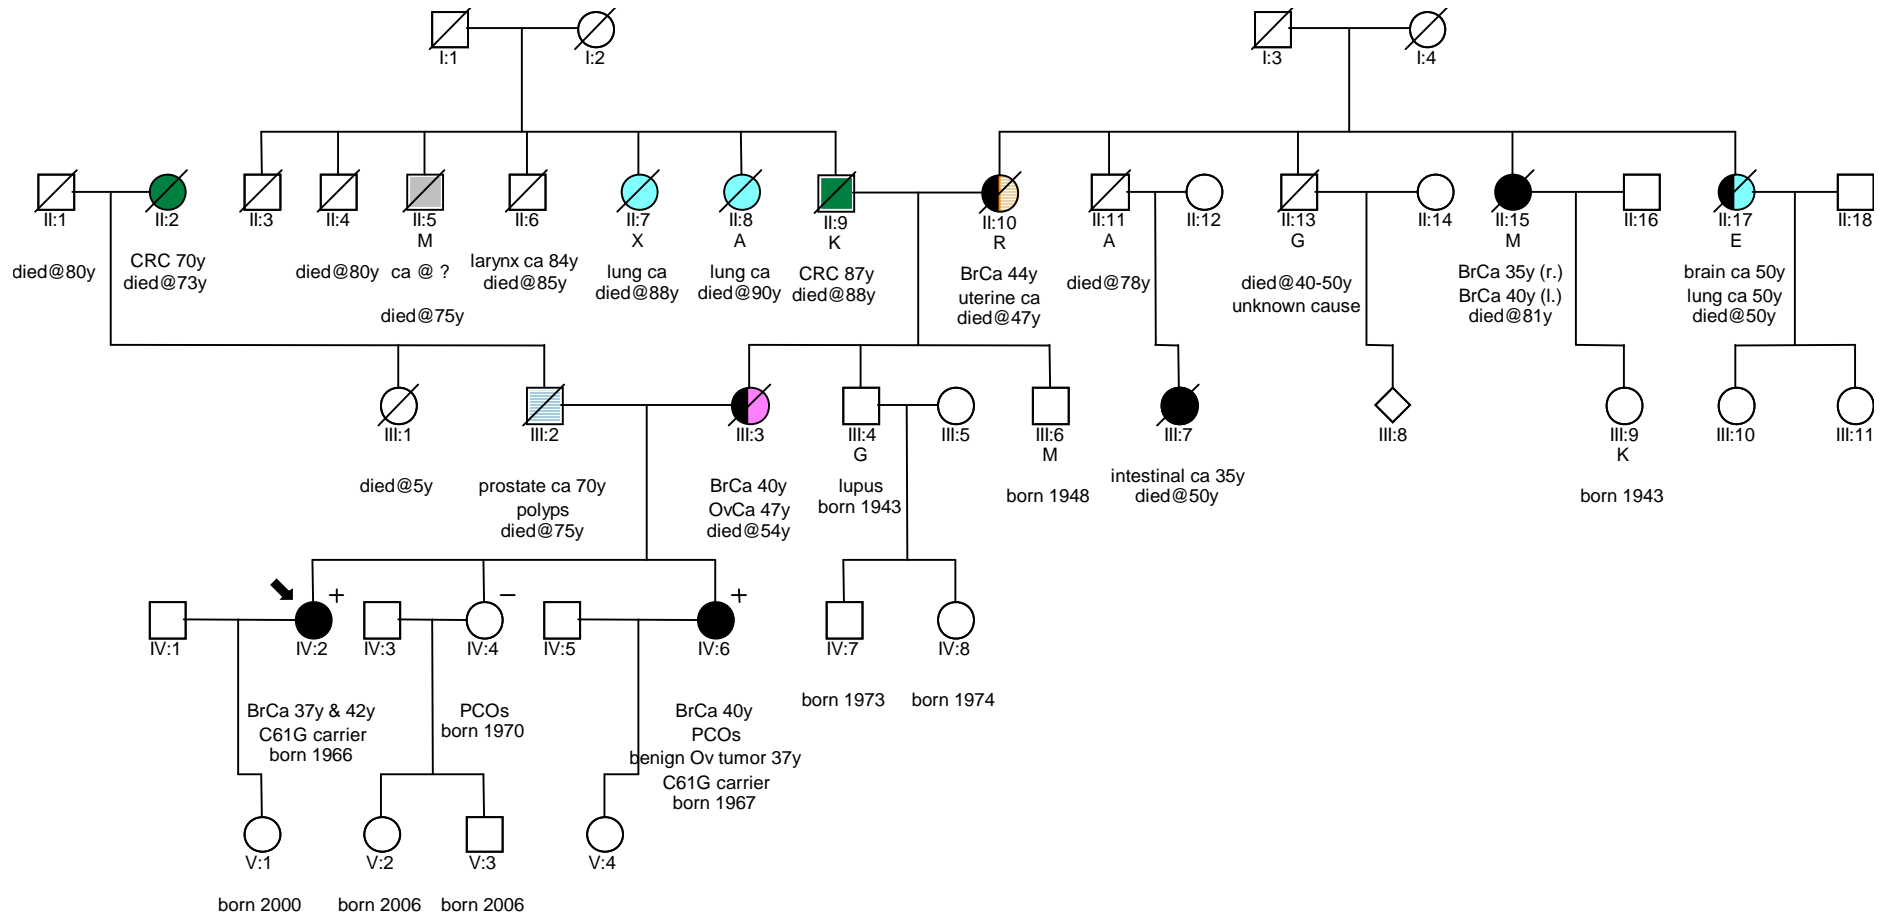 I:1
I:2
I:3
I:4
II:1
died@80y
II:2
CRC 70y
died@73y
II:3
II:4
died@80y
II:5
M
ca @ ?
died@75y
II:6
larynx ca 84y
died@85y
II:7
X
lung ca
died@88y
II:8
A
lung ca
died@90y
II:9
K
CRC 87y
died@88y
II:10
R
BrCa 44y
uterine ca
died@47y
II:11
A
died@78y
II:12
II:13
G
died@40-50y
unknown cause
II:14
II:15
M
BrCa 35y (r.)
BrCa 40y (l.)
died@81y
II:16
II:17
E
brain ca 50y
lung ca 50y
died@50y
II:18
III:1
died@5y
III:2
prostate ca 70y
polyps
died@75y
III:3
BrCa 40y
OvCa 47y
died@54y
III:4
G
lupus
born 1943
III:5
III:6
M
born 1948
III:7
intestinal ca 35y
died@50y
III:8
III:9
K
born 1943
III:10
III:11
IV:1
+
IV:2
BrCa 37y & 42y
C61G carrier
born 1966
IV:3
−
IV:4
PCOs
born 1970
IV:5
+
IV:6
BrCa 40y
PCOs
benign Ov tumor 37y
C61G carrier
born 1967
IV:7
born 1973
IV:8
born 1974
V:1
born 2000
V:2
born 2006
V:3
born 2006
V:4